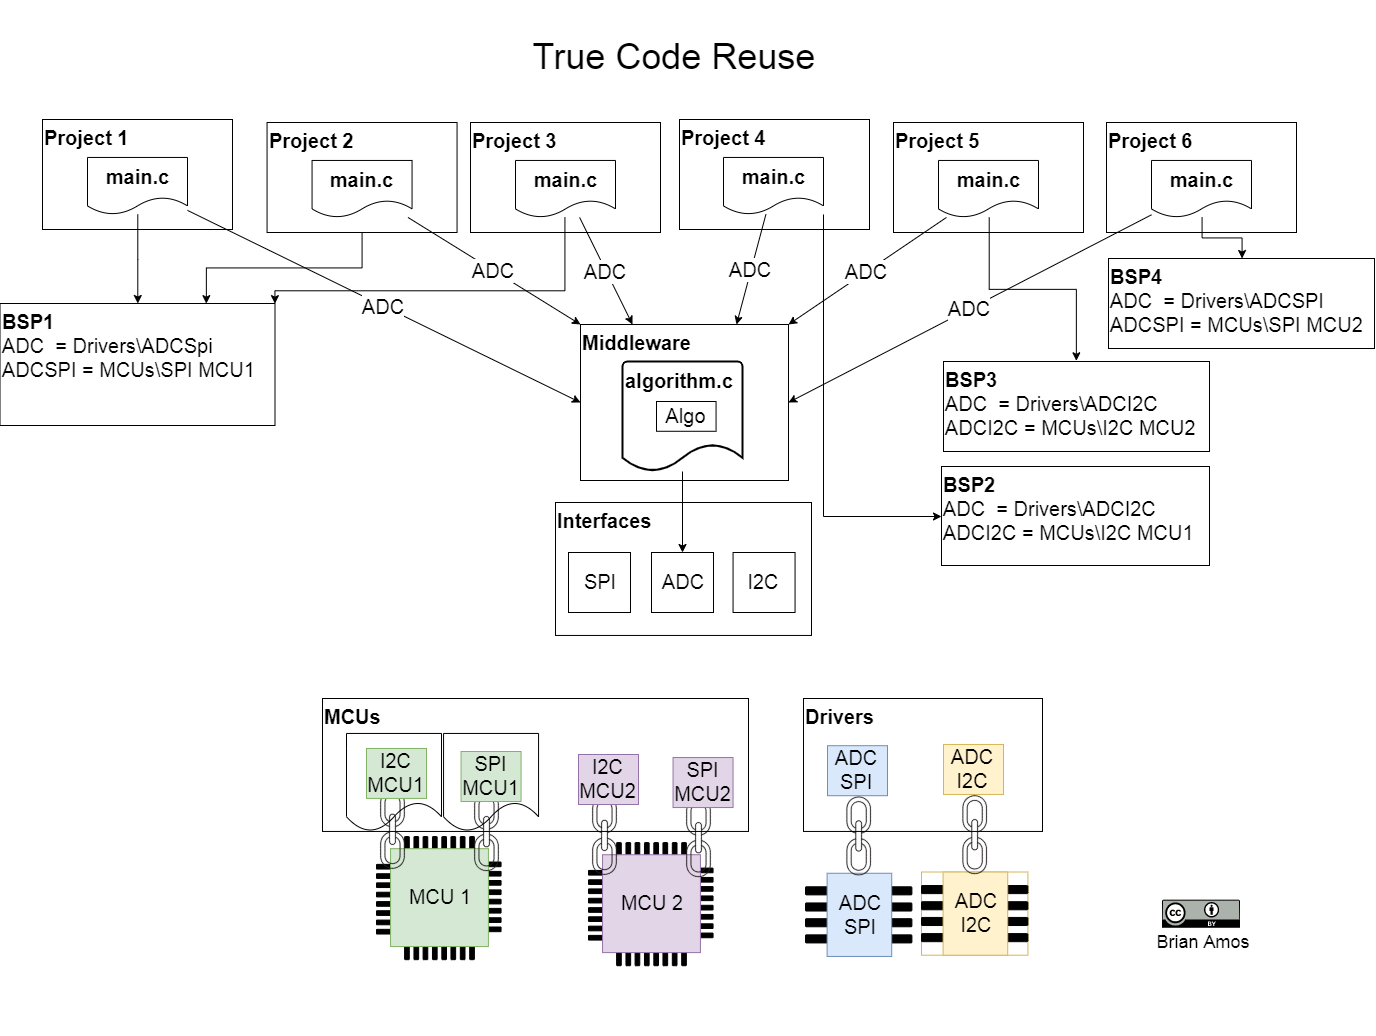 True Code Reuse
Project 1
main.c
Project 2
main.c
Project 3
main.c
Project 4
main.c
Project 5
main.c
Project 6
main.c
ADC
ADC
ADC
ADC
ADC
ADC
BSP1
ADC = Drivers\ADCSpi
ADCSPI = MCUs\SPI MCU1
BSP4
ADC = Drivers\ADCSPI
ADCSPI = MCUs\SPI MCU2
Middleware
algorithm.c
Algo
BSP3
ADC = Drivers\ADCI2C
ADCI2C = MCUs\I2C MCU2
BSP2
ADC = Drivers\ADCI2C
ADCI2C = MCUs\I2C MCU1
Interfaces
SPI
ADC
I2C
MCUs
I2C
MCU1
SPI
MCU1
I2C
MCU2
SPI
MCU2
MCU 1
MCU 2
Drivers
ADC
SPI
ADC
I2C
ADC
SPI
ADC
I2C
cc
BY
Brian Amos